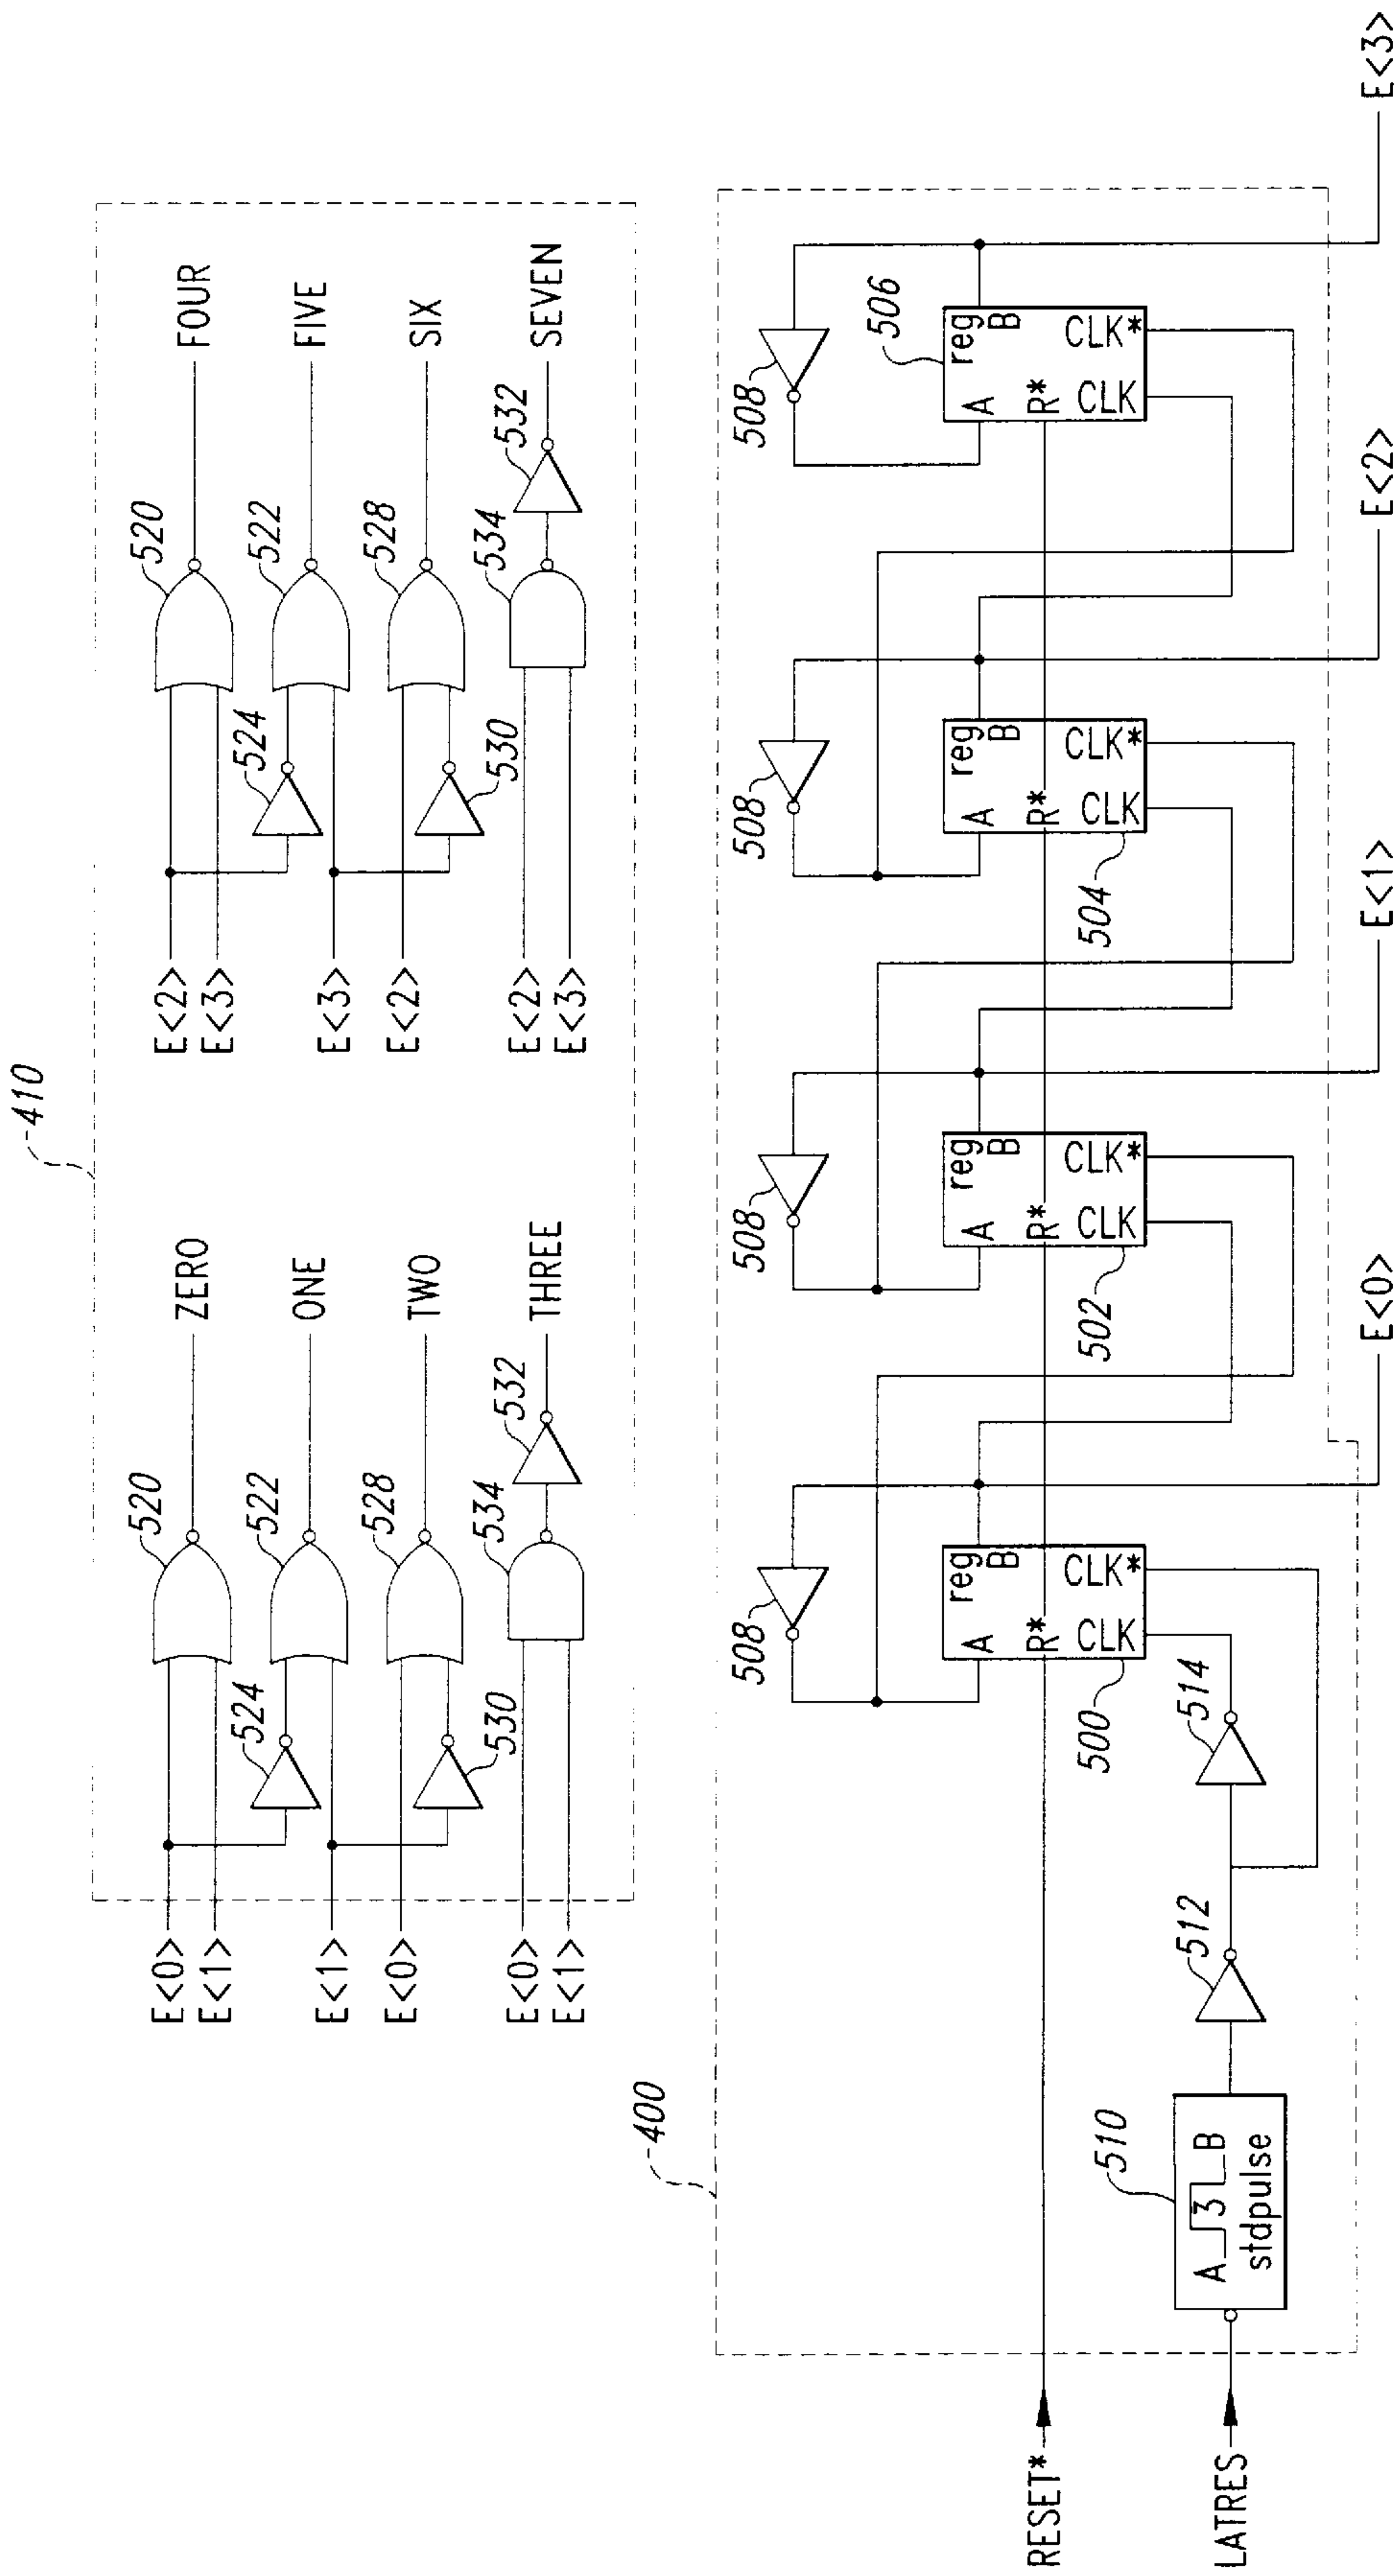 410
E<0>
E<1>
E<1>
E<0>
E<0>
E<1>
524
530
520
522
528
534
532
ZERO
ONE
TWO
THREE
E<2>
E<3>
E<3>
E<2>
E<2>
E<3>
524
530
520
522
528
534
532
FOUR
FIVE
SIX
SEVEN
400
RESET*
LATRES
510
A 3 B
stdpulse
512
514
508
A reg
B
R*
CLK CLK*
500
E<0>
508
A reg
B
R*
CLK CLK*
502
E<1>
508
A reg
B
R*
CLK CLK*
504
E<2>
508
506
A reg
B
R*
CLK CLK*
E<3>